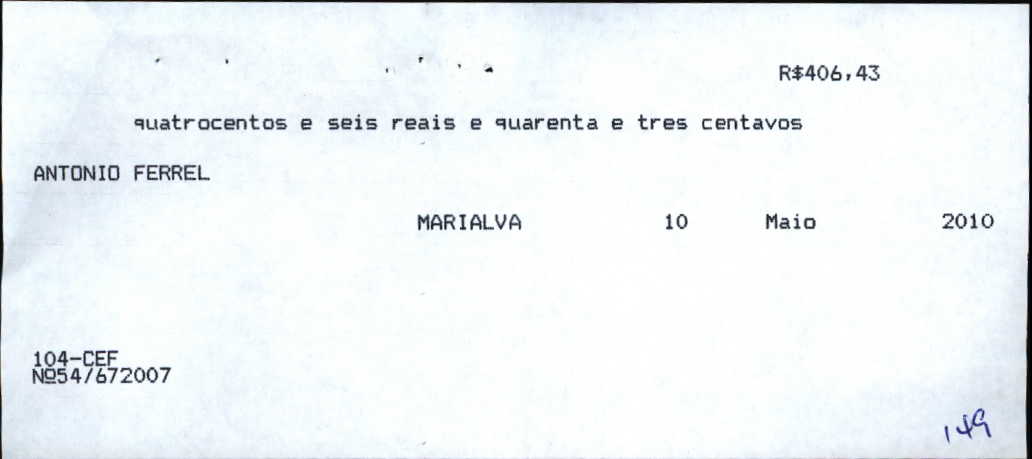 R$406,43
quatrocentos e seis reais e quarenta e tres centavos
ANTONIO FERREL
MARIALVA 10 Maio 2010
104-CEF
Nº54/672007
149